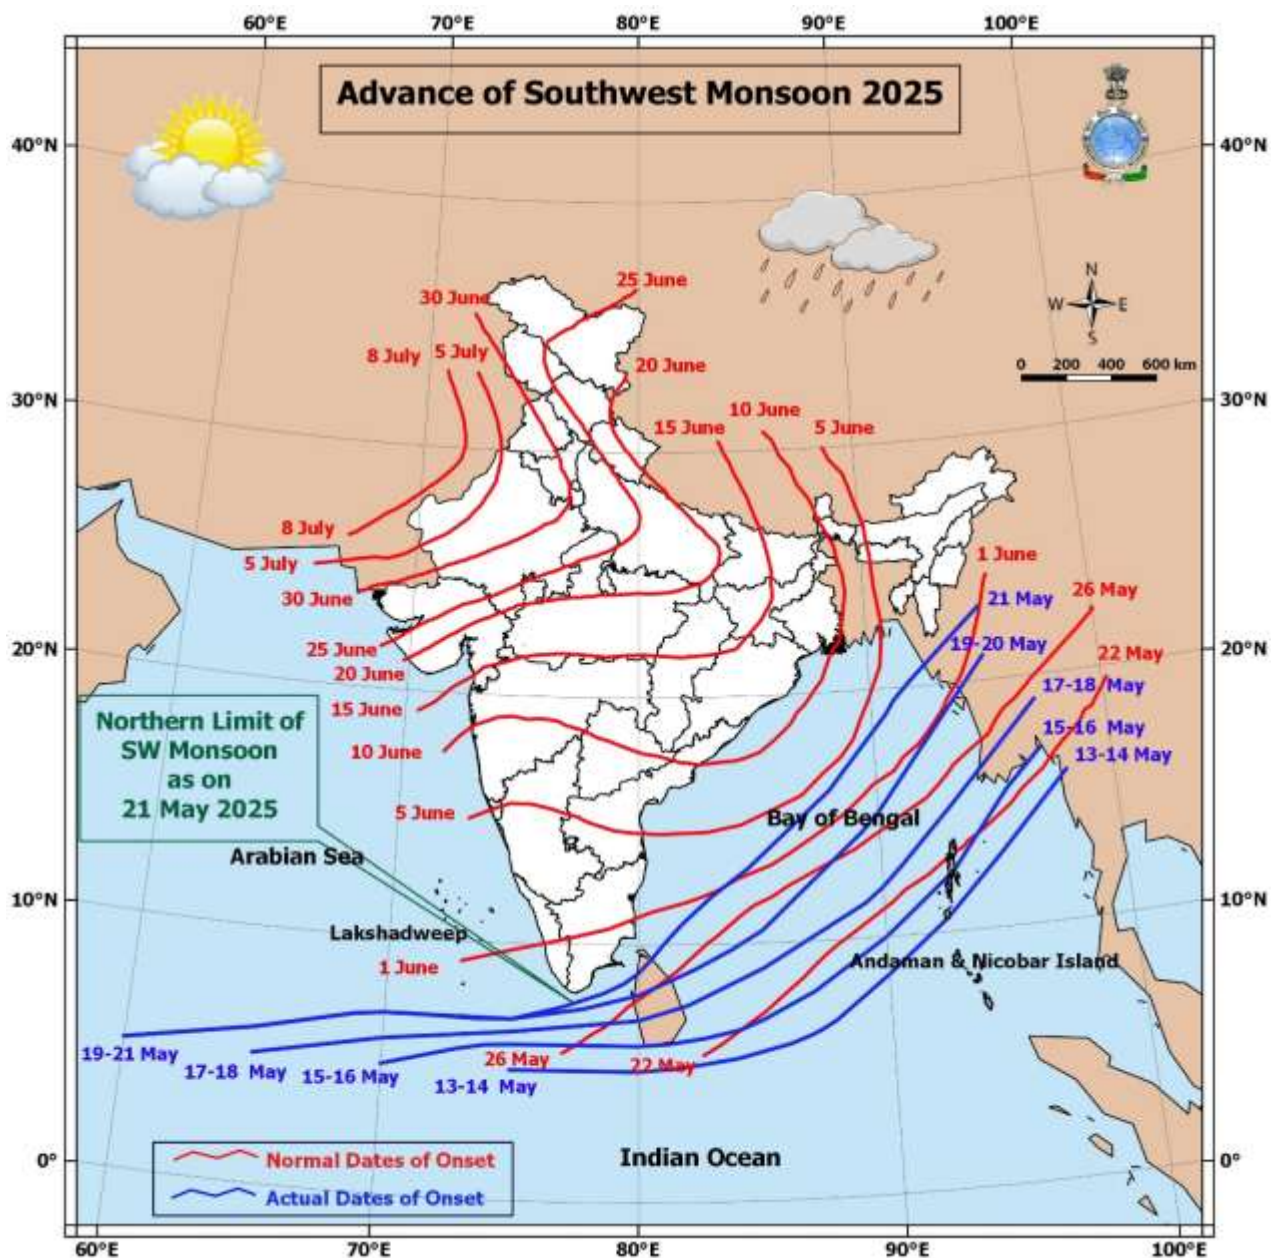 60°E 70°E 80°E 90°E 100°E
Advance of Southwest Monsoon 2025
40°N 40°N
N
W E
S
0 200 400 600 km
25 June
30 June
8 July 5 July
20 June
30°N 30°N
10 June
15 June 5 June
8 July
5 July
1 June
30 June
21 May
26 May
25 June
19-20 May
20°N 20°N
22 May
20 June
17-18 May
15 June
15-16 May
10 June
13-14 May
Northern Limit of
SW Monsoon
as on
21 May 2025
5 June
Bay of Bengal
Arabian Sea
10°N 10°N
Lakshadweep
1 June
Andaman & Nicobar Island
19-21 May
17-18 May
15-16 May
13-14 May
26 May
22 May
Indian Ocean
0° 0°
Normal Dates of Onset
Actual Dates of Onset
60°E 70°E 80°E 90°E 100°E